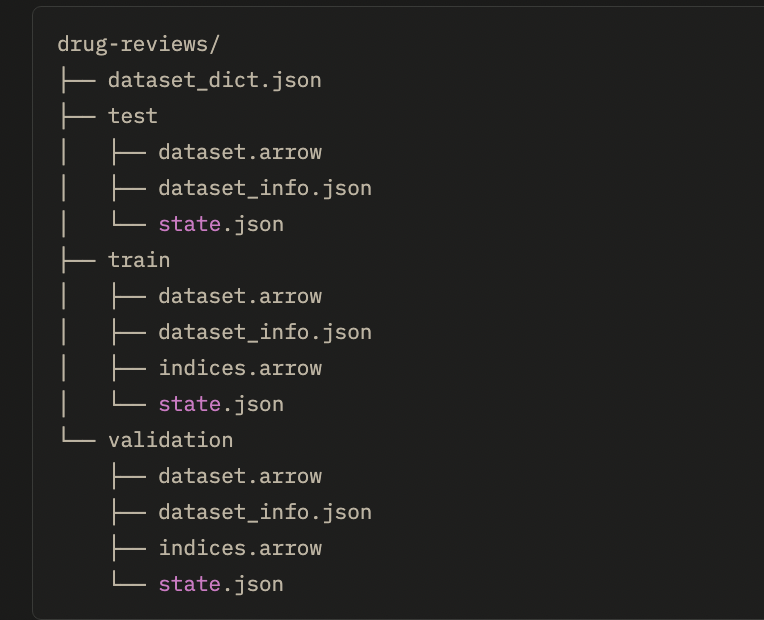 drug-reviews/
├── dataset_dict.json
├── test
│   ├── dataset.arrow
│   ├── dataset_info.json
│   └── state.json
├── train
│   ├── dataset.arrow
│   ├── dataset_info.json
│   ├── indices.arrow
│   └── state.json
└── validation
    ├── dataset.arrow
    ├── dataset_info.json
    ├── indices.arrow
    └── state.json